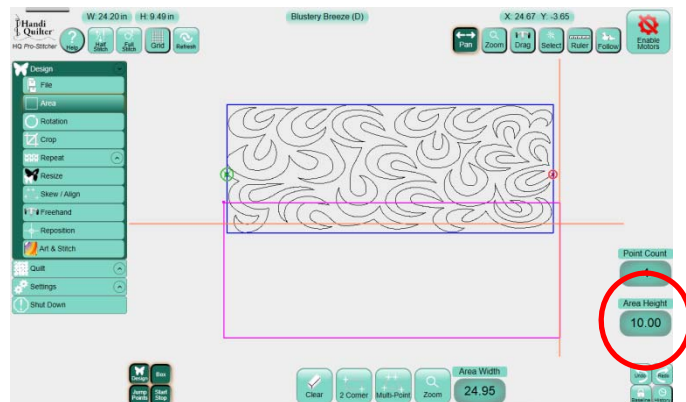 Handi Quilter
HQ Pro-Stitcher
W: 24.20 in H: 9.49 in
Blustery Breeze (D)
X: 24.67 Y: -3.65
Help
Half Stitch
Full Stitch
Grid
Refresh
Pan
Zoom
Drag
Select
Ruler
Follow
Enable Motors
Design
File
Area
Rotation
Crop
Repeat
Resize
Skew / Align
Freehand
Reposition
Art & Stitch
Quilt
Settings
Shut Down
Point Count
4
Area Height
10.00
Design
Box
Jump Points
Start Stop
Clear
2 Corner
Multi-Point
Zoom
Area Width
24.95
Undo
Redo
Baseline